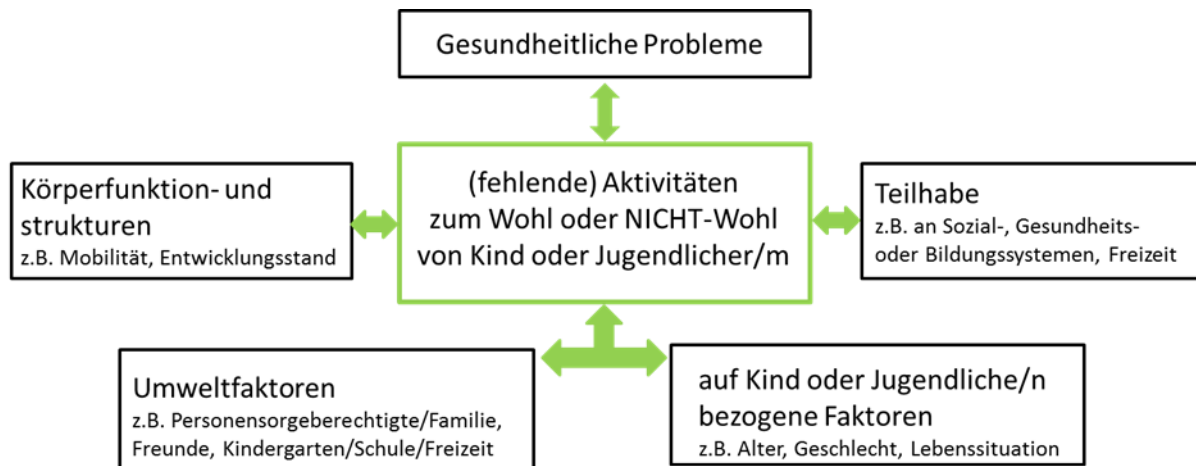 Gesundheitliche Probleme
Körperfunktion- und
strukturen
z.B. Mobilität, Entwicklungsstand
(fehlende) Aktivitäten
zum Wohl oder NICHT-Wohl
von Kind oder Jugendlicher/m
Teilhabe
z.B. an Sozial-, Gesundheits-
oder Bildungssystemen, Freizeit
Umweltfaktoren
z.B. Personensorgeberechtigte/Familie,
Freunde, Kindergarten/Schule/Freizeit
auf Kind oder Jugendliche/n
bezogene Faktoren
z.B. Alter, Geschlecht, Lebenssituation